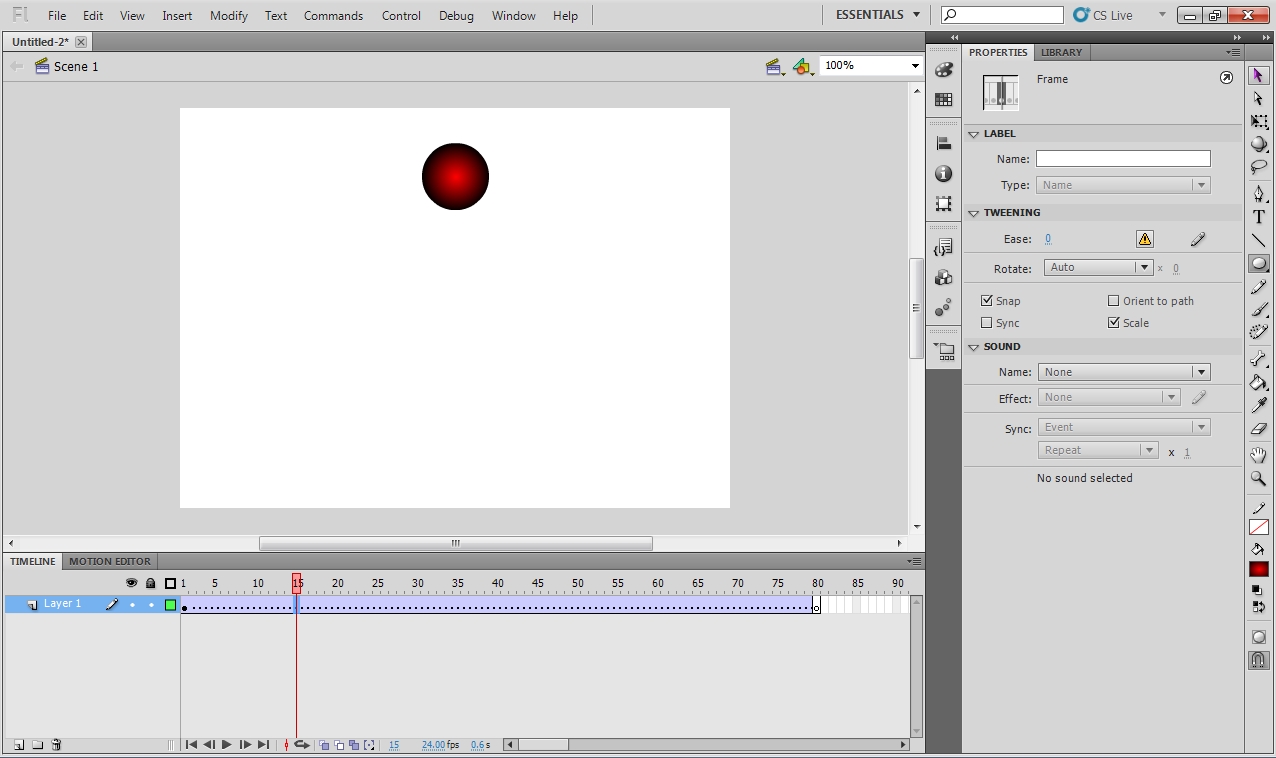 Fl File Edit View Insert Modify Text Commands Control Debug Window Help ESSENTIALS CS Live
Untitled-2*
Scene 1 100%
PROPERTIES LIBRARY
Frame
LABEL
Name:
Type: Name
TWEENING
Ease: 0
Rotate: Auto x 0
Snap Orient to path
Sync Scale
SOUND
Name: None
Effect: None
Sync: Event
Repeat x 1
No sound selected
T
TIMELINE MOTION EDITOR
1 5 10 15 20 25 30 35 40 45 50 55 60 65 70 75 80 85 90
Layer 1
15 24.00 fps 0.6 s